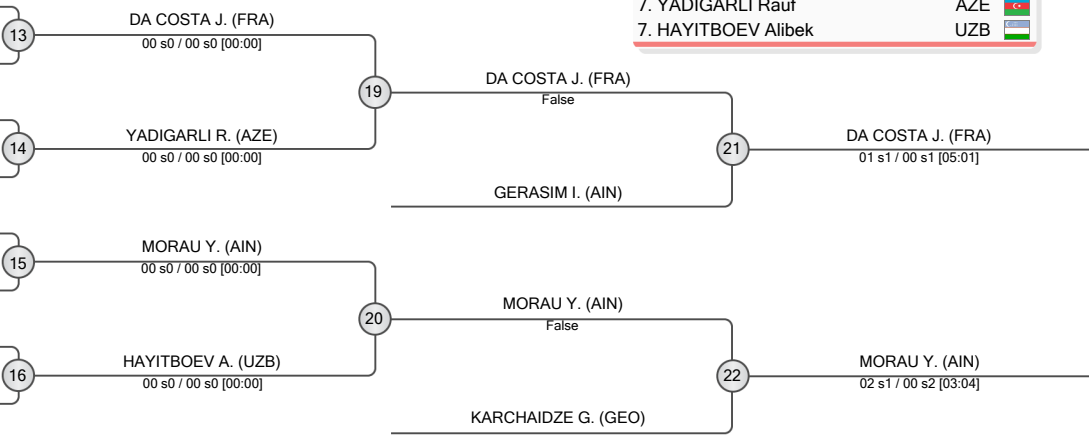 7. YADIGARLI Rauf AZE
7. HAYITBOEV Alibek UZB
13
DA COSTA J. (FRA)
00 s0 / 00 s0 [00:00]
19
DA COSTA J. (FRA)
False
14
YADIGARLI R. (AZE)
00 s0 / 00 s0 [00:00]
21
DA COSTA J. (FRA)
01 s1 / 00 s1 [05:01]
GERASIM I. (AIN)
15
MORAU Y. (AIN)
00 s0 / 00 s0 [00:00]
20
MORAU Y. (AIN)
False
16
HAYITBOEV A. (UZB)
00 s0 / 00 s0 [00:00]
22
MORAU Y. (AIN)
02 s1 / 00 s2 [03:04]
KARCHAIDZE G. (GEO)